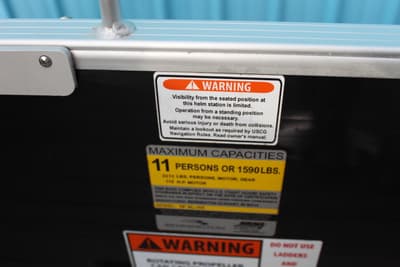 WARNING
Visibility from the seated position at
this helm station is limited.
Operation from a standing position
may be necessary.
Avoid serious injury or death from collisions.
Maintain a lookout as required by USCG
Navigation Rules. Read owner's manual.
MAXIMUM CAPACITIES
11 PERSONS OR 1590 LBS.
LBS. PERSONS, MOTOR, GEAR
H.P. MOTOR
WARNING
ROTATING PROPELLER
DO NOT USE
LADDERS
AND